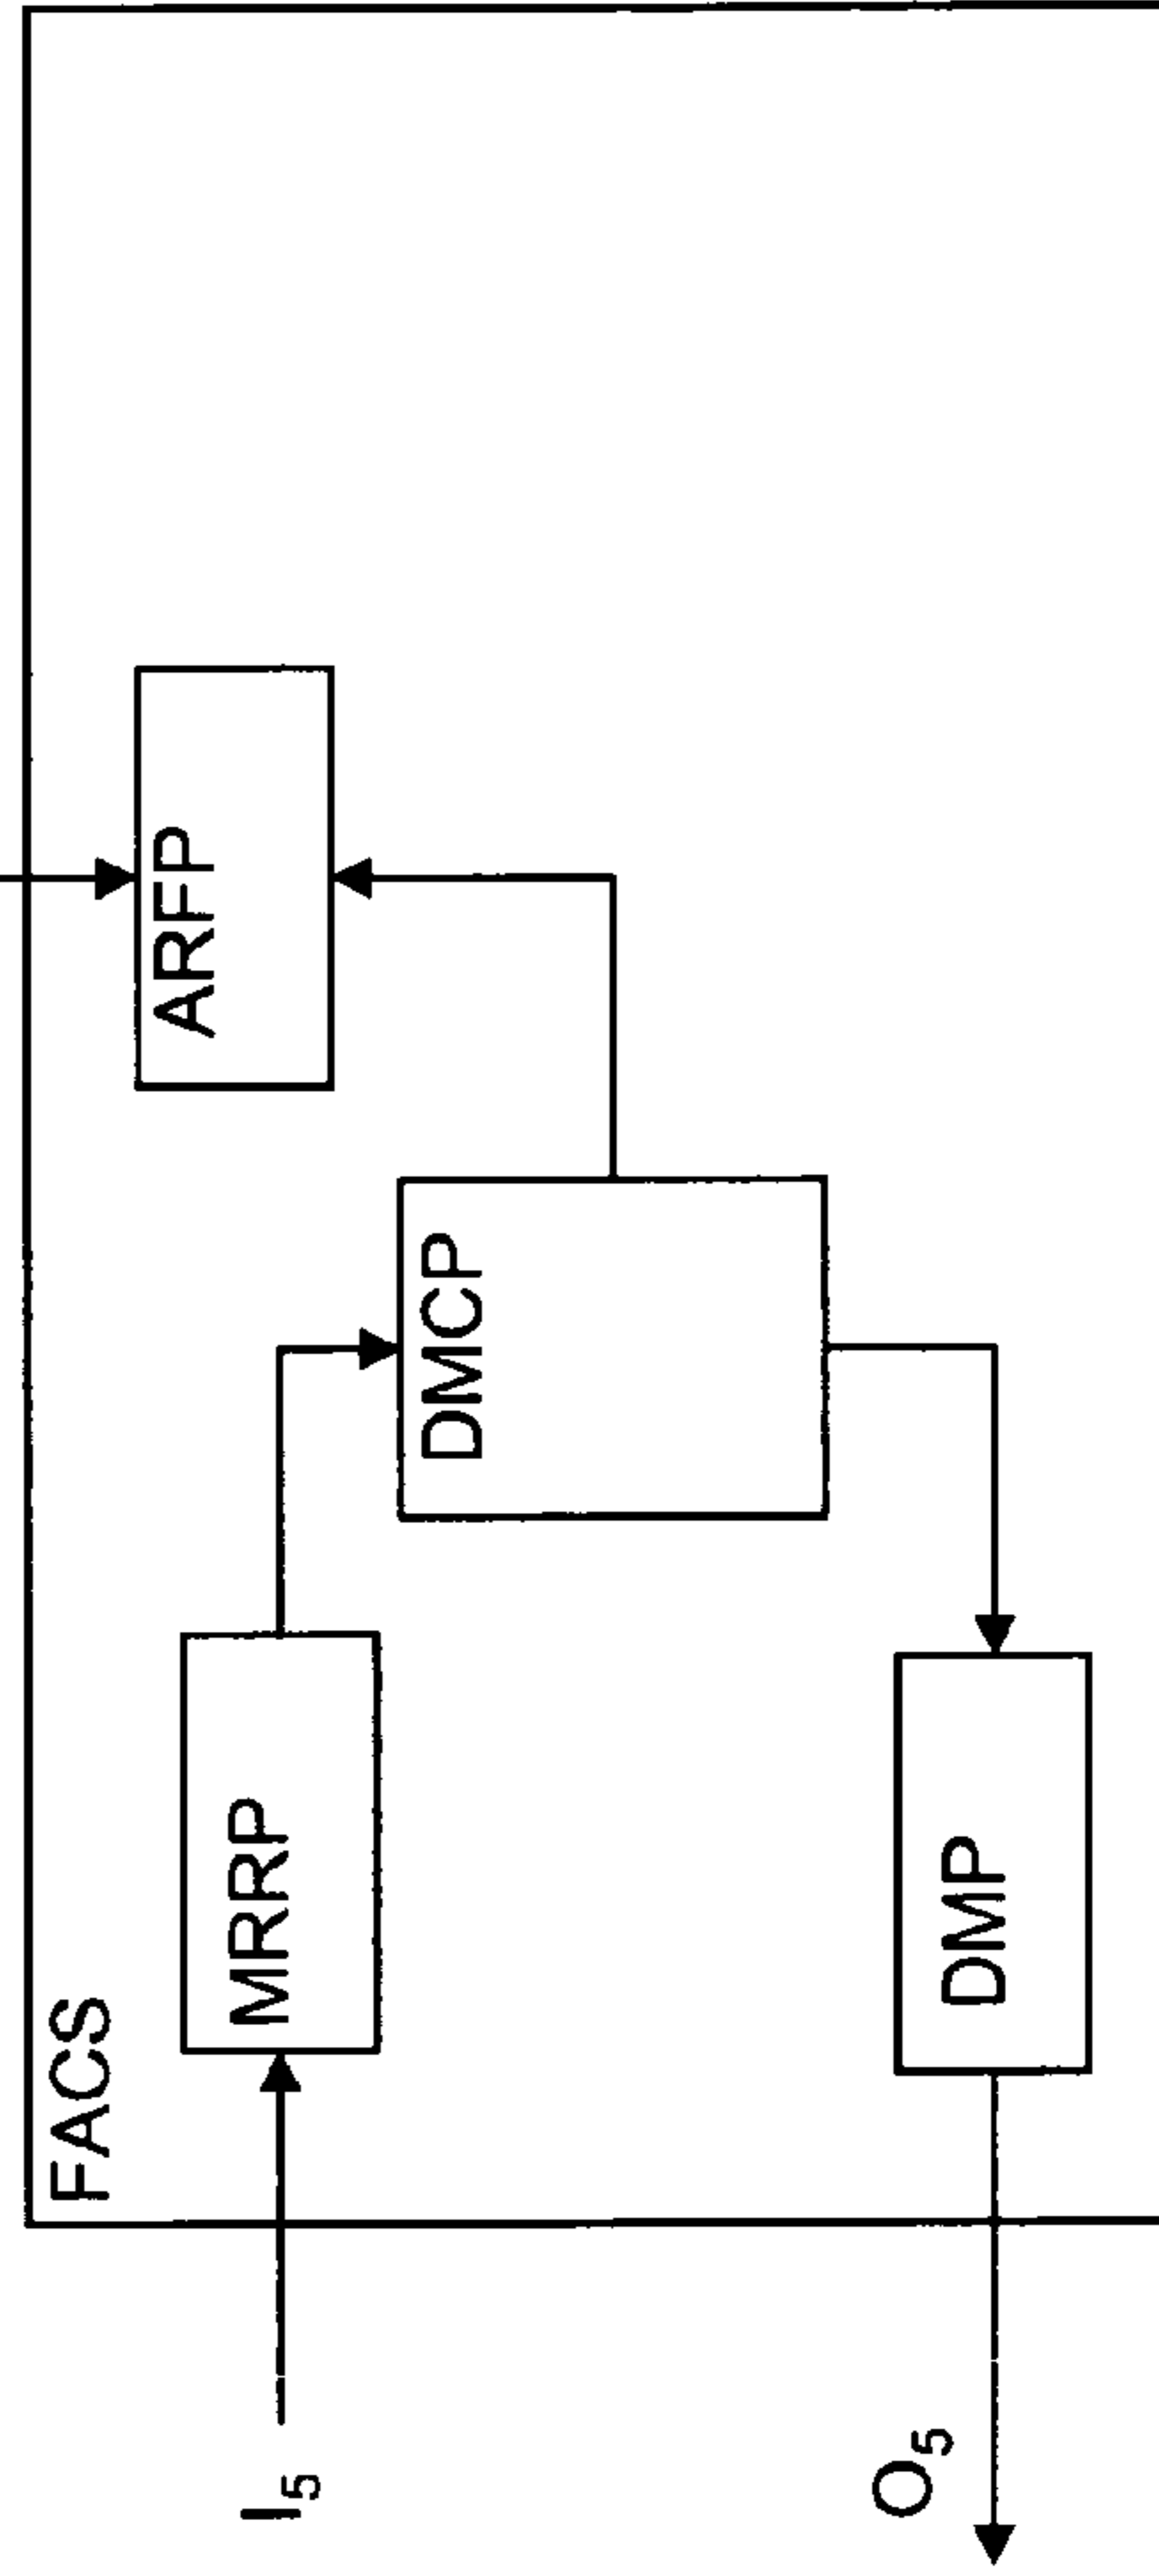 FACS
I₅
MRRP
DMCP
ARFP
O₅
DMP